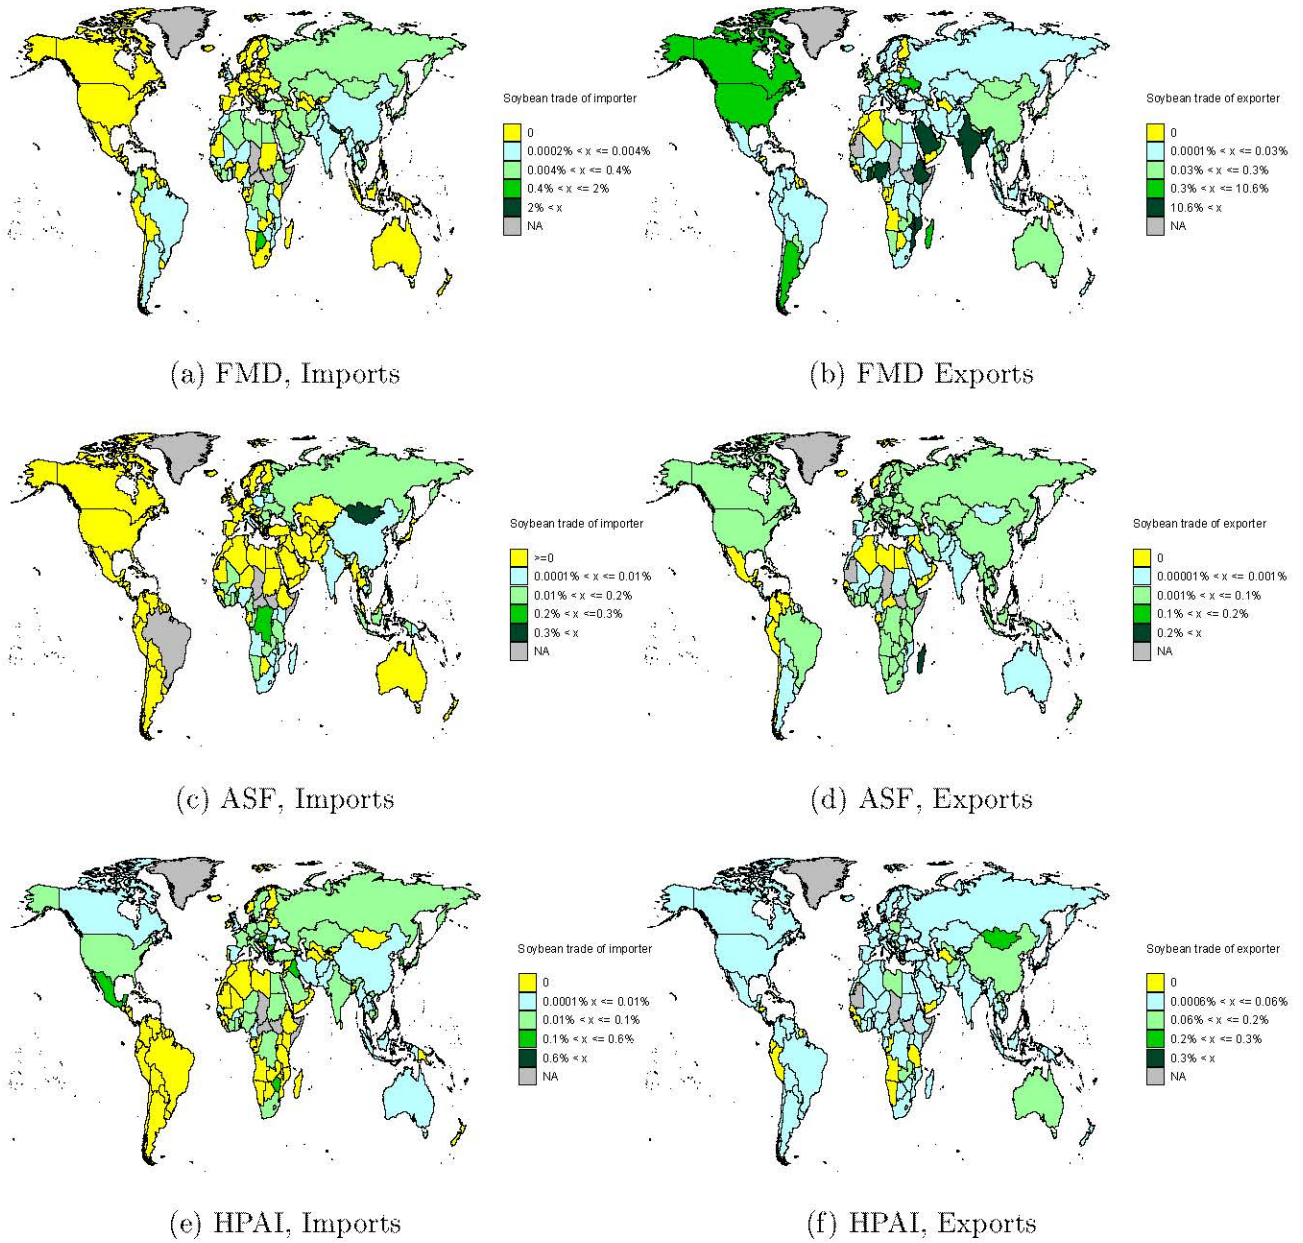 Soybean trade of importer
0
0.0002% < x <= 0.004%
0.004% < x <= 0.4%
0.4% < x <= 2%
2% < x
NA
(a) FMD, Imports
Soybean trade of exporter
0
0.0001% < x <= 0.03%
0.03% < x <= 0.3%
0.3% < x <= 10.6%
10.6% < x
NA
(b) FMD Exports
Soybean trade of importer
>=0
0.0001% < x <= 0.01%
0.01% < x <= 0.2%
0.2% < x <=0.3%
0.3% < x
NA
(c) ASF, Imports
Soybean trade of exporter
0
0.00001% < x <= 0.001%
0.001% < x <= 0.1%
0.1% < x <= 0.2%
0.2% < x
NA
(d) ASF, Exports
Soybean trade of importer
0
0.0001% < x <= 0.01%
0.01% < x <= 0.1%
0.1% < x <= 0.6%
0.6% < x
NA
(e) HPAI, Imports
Soybean trade of exporter
0
0.0006% < x <= 0.06%
0.06% < x <= 0.2%
0.2% < x <= 0.3%
0.3% < x
NA
(f) HPAI, Exports